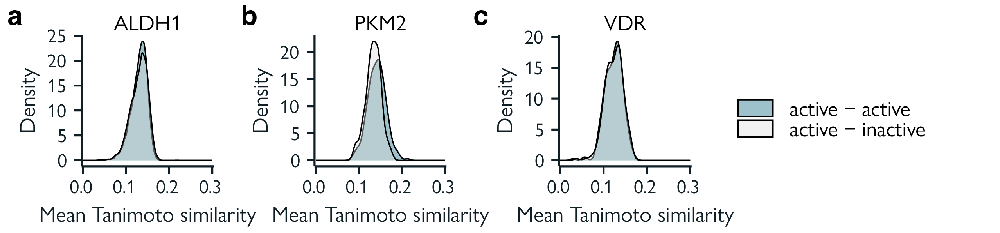 a
ALDH1
25
20
15
10
5
0
Density
0.0 0.1 0.2 0.3
Mean Tanimoto similarity
b
PKM2
20
15
10
5
0
Density
0.0 0.1 0.2 0.3
Mean Tanimoto similarity
c
VDR
20
15
10
5
0
Density
0.0 0.1 0.2 0.3
Mean Tanimoto similarity
active – active
active – inactive